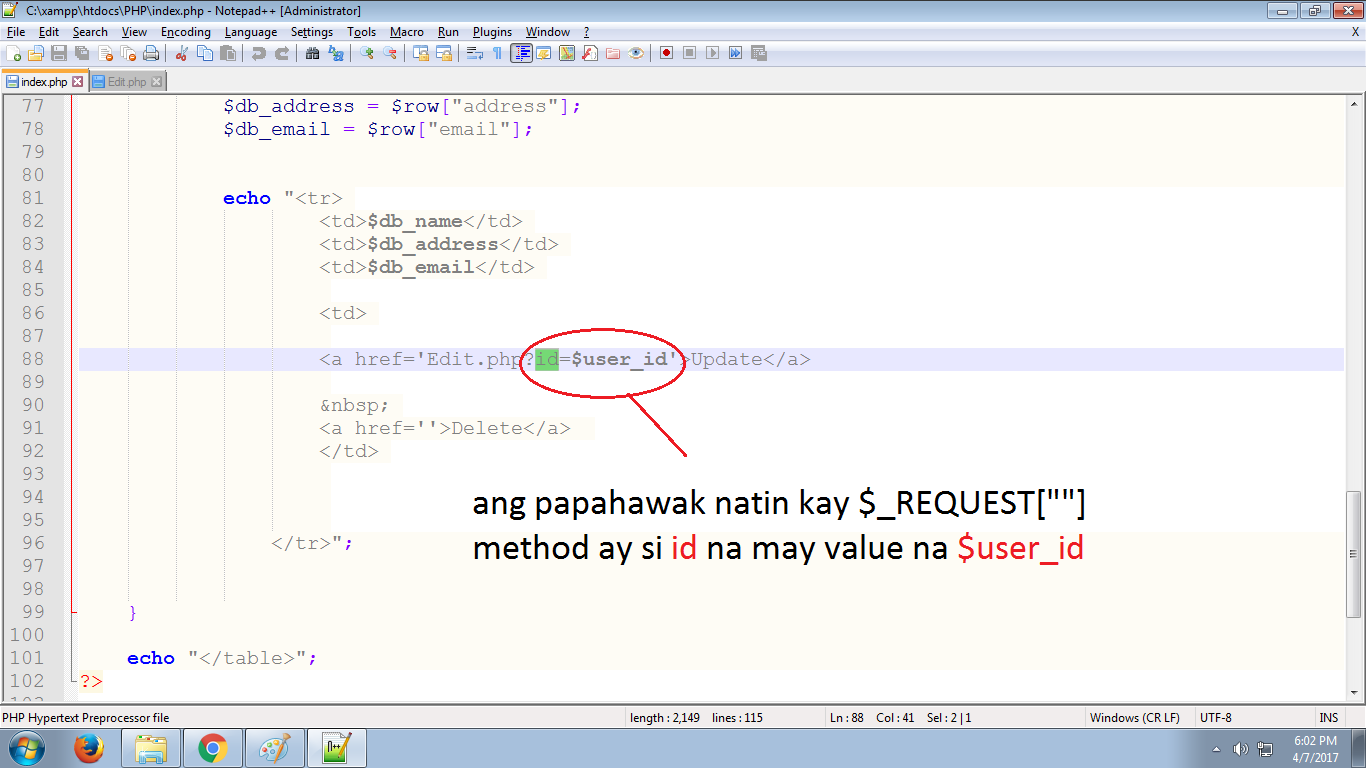 C:\xampp\htdocs\PHP\index.php - Notepad++ [Administrator]
File Edit Search View Encoding Language Settings Tools Macro Run Plugins Window ? X
index.php Edit.php
77 $db_address = $row["address"];
78 $db_email = $row["email"];
79
80
81 echo "<tr>
82 <td>$db_name</td>
83 <td>$db_address</td>
84 <td>$db_email</td>
85
86 <td>
87
88 <a href='Edit.php?id=$user_id'>Update</a>
89
90 &nbsp;
91 <a href=''>Delete</a>
92 </td>
93
94
95
96 </tr>";
97
98
99 }
100
101 echo "</table>";
102 ?>
ang papahawak natin kay $_REQUEST[""]
method ay si id na may value na $user_id
PHP Hypertext Preprocessor file length : 2,149 lines : 115 Ln : 88 Col : 41 Sel : 2 | 1 Windows (CR LF) UTF-8 INS
6:02 PM
4/7/2017